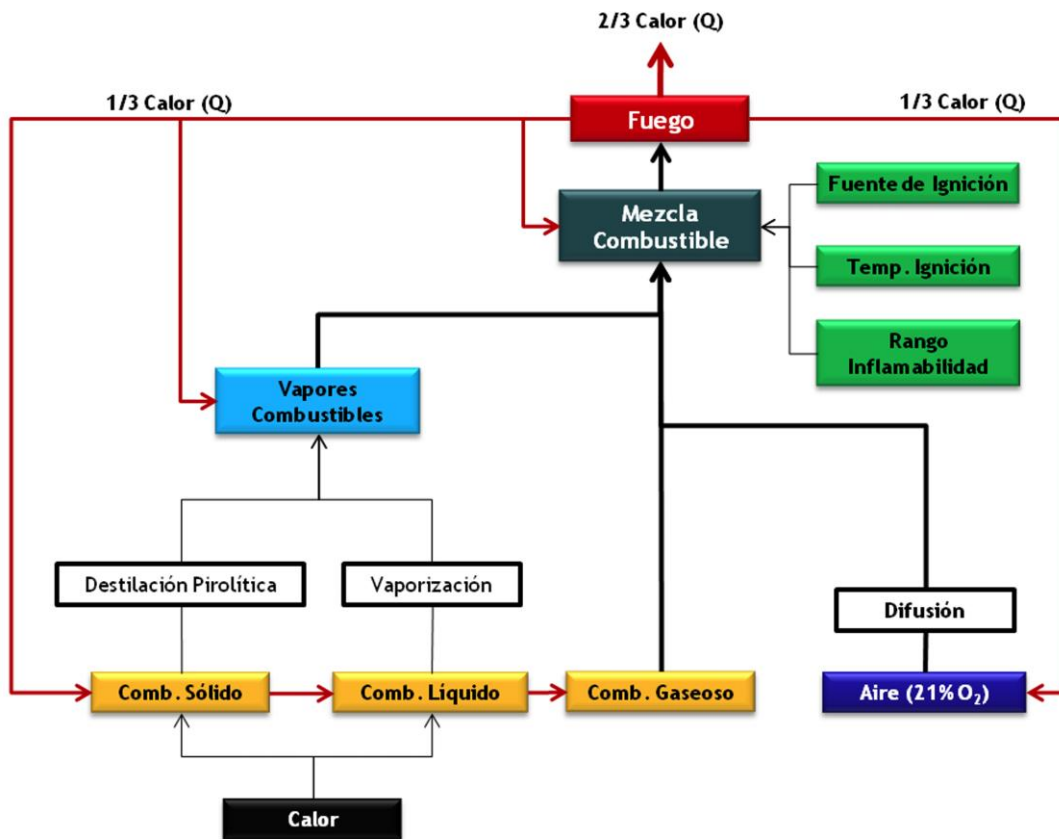 2/3 Calor (Q)
1/3 Calor (Q)
1/3 Calor (Q)
Fuego
Fuente de Ignición
Mezcla
Combustible
Temp. Ignición
Rango
Inflamabilidad
Vapores
Combustibles
Destilación Pirolítica
Vaporización
Difusión
Comb. Sólido
Comb. Líquido
Comb. Gaseoso
Aire (21% O₂)
Calor